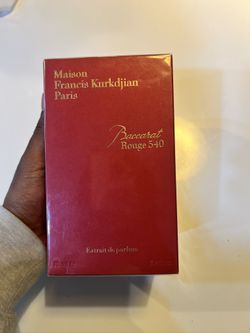 Maison
Francis Kurkdjian
Paris
Baccarat
Rouge 540
Extrait de parfum